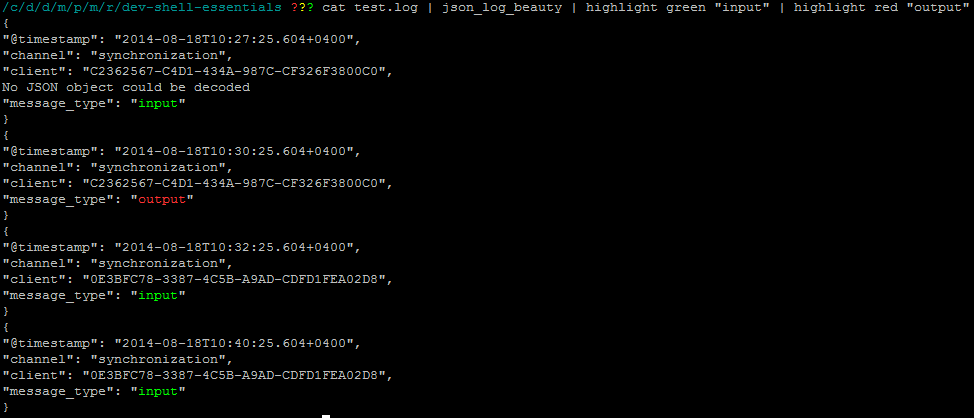 /c/d/d/m/p/m/r/dev-shell-essentials ??? cat test.log | json_log_beauty | highlight green "input" | highlight red "output"
{
"@timestamp": "2014-08-18T10:27:25.604+0400",
"channel": "synchronization",
"client": "C2362567-C4D1-434A-987C-CF326F3800C0",
No JSON object could be decoded
"message_type": "input"
}
{
"@timestamp": "2014-08-18T10:30:25.604+0400",
"channel": "synchronization",
"client": "C2362567-C4D1-434A-987C-CF326F3800C0",
"message_type": "output"
}
{
"@timestamp": "2014-08-18T10:32:25.604+0400",
"channel": "synchronization",
"client": "0E3BFC78-3387-4C5B-A9AD-CDFD1FEA02D8",
"message_type": "input"
}
{
"@timestamp": "2014-08-18T10:40:25.604+0400",
"channel": "synchronization",
"client": "0E3BFC78-3387-4C5B-A9AD-CDFD1FEA02D8",
"message_type": "input"
}